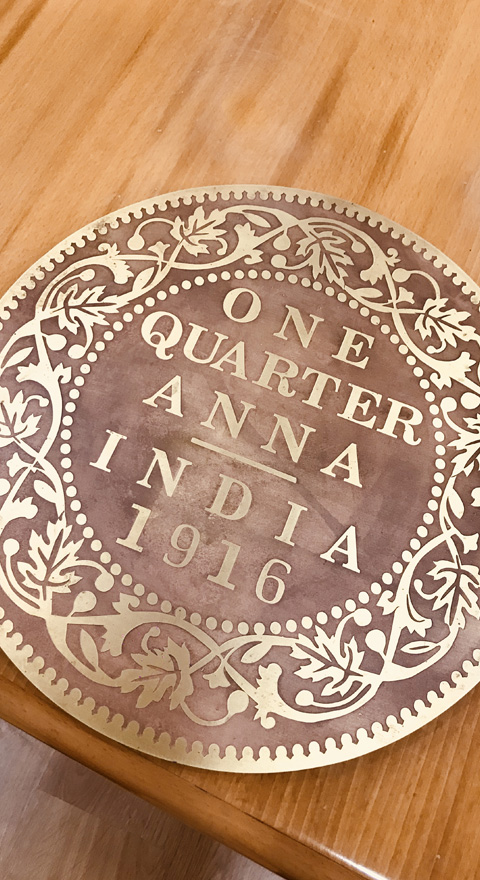 ONE
QUARTER
ANNA
INDIA
1916